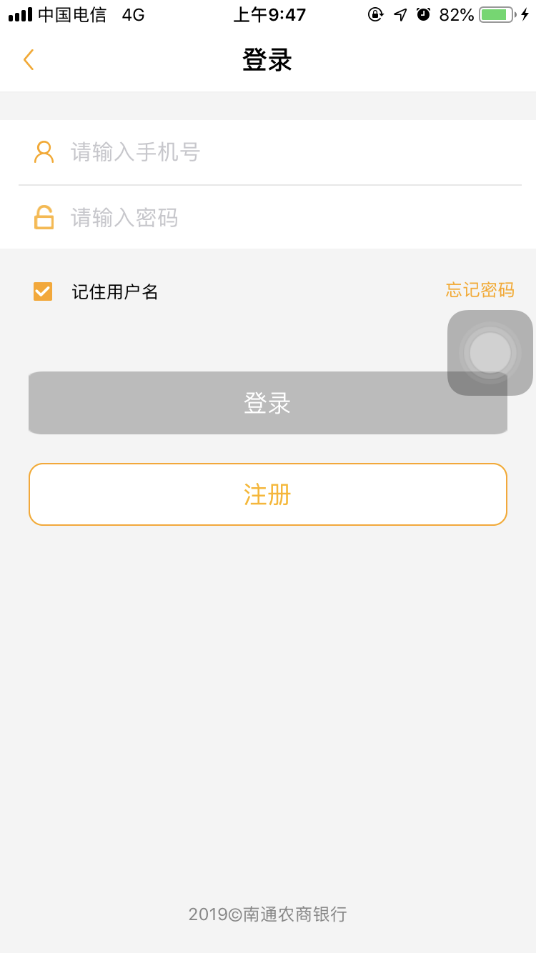 中国电信 4G 上午9:47 82%
登录
请输入手机号
请输入密码
记住用户名 忘记密码
登录
注册
2019©南通农商银行